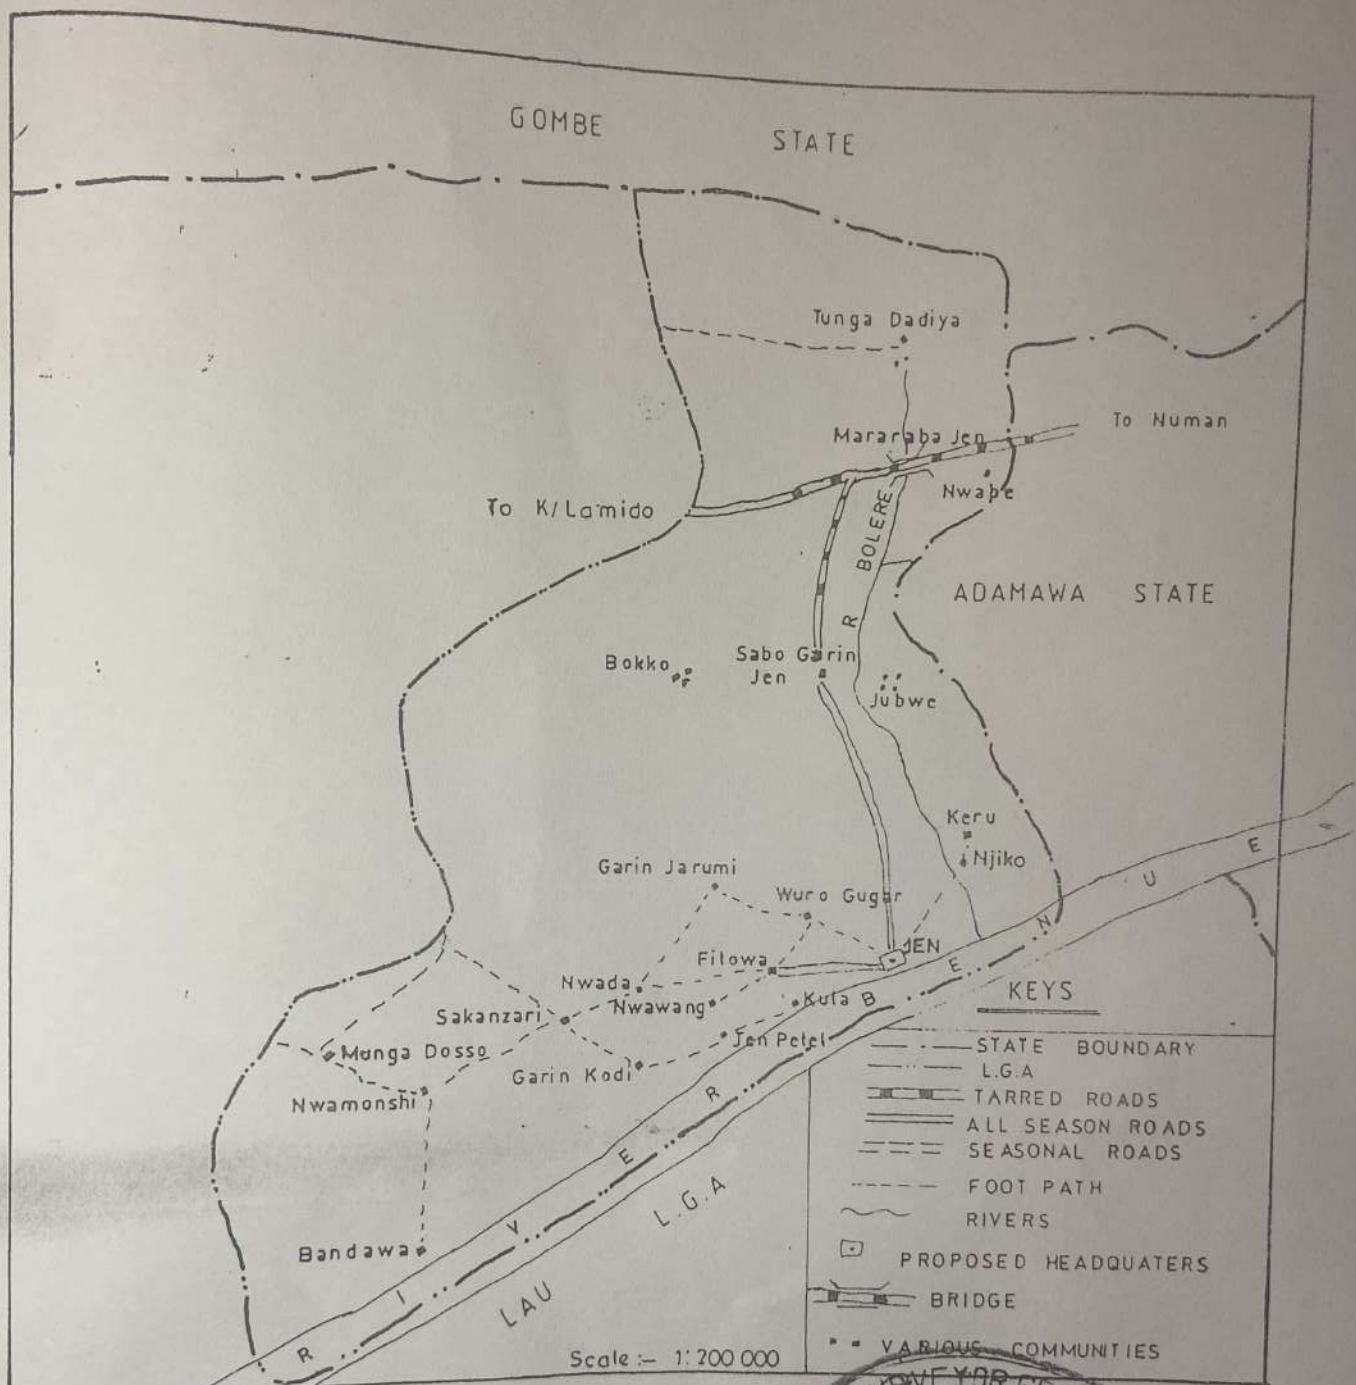 GOMBE STATE
Tunga Dadiya
To Numan
Mararaba Jen
Nwabe
To K/Lamido
R BOLERE
ADAMAWA STATE
Bokko
Sabo Garin
Jen
Jubwe
Keru
Njiko
Garin Jarumi
Wuro Gugar
JEN
Filowa
Nwada
Nwawang
Kula
Sakanzari
Jen Petel
Munga Dosso
Garin Kodi
Nwamonshi
Bandawa
RIVER BENUE
LAU L.G.A
Scale :- 1:200 000
KEYS
STATE BOUNDARY
L.G.A
TARRED ROADS
ALL SEASON ROADS
SEASONAL ROADS
FOOT PATH
RIVERS
PROPOSED HEADQUATERS
BRIDGE
VARIOUS COMMUNITIES